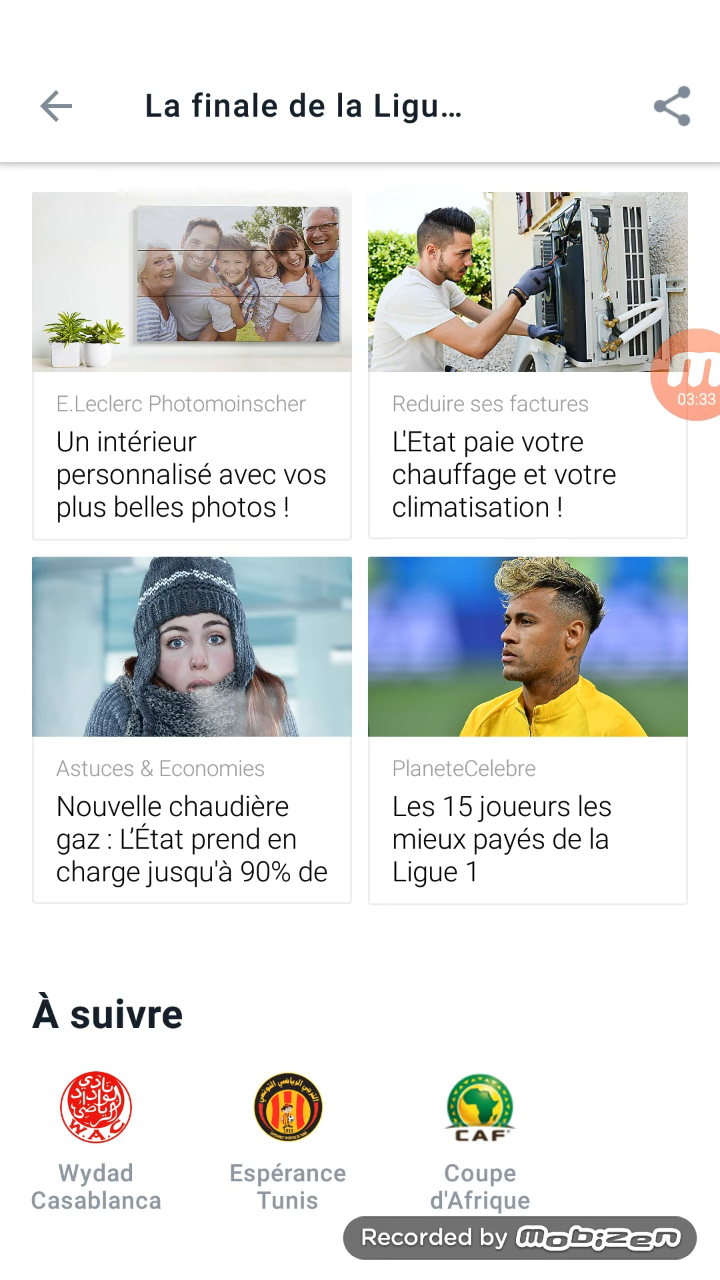 La finale de la Ligu...
03:33
E.Leclerc Photomoinscher
Un intérieur
personnalisé avec vos
plus belles photos !
Reduire ses factures
L'Etat paie votre
chauffage et votre
climatisation !
Astuces & Economies
Nouvelle chaudière
gaz : L'État prend en
charge jusqu'à 90% de
PlaneteCelebre
Les 15 joueurs les
mieux payés de la
Ligue 1
À suivre
W.A.C
CAF
Wydad
Casablanca
Espérance
Tunis
Coupe
d'Afrique
Recorded by mobizen